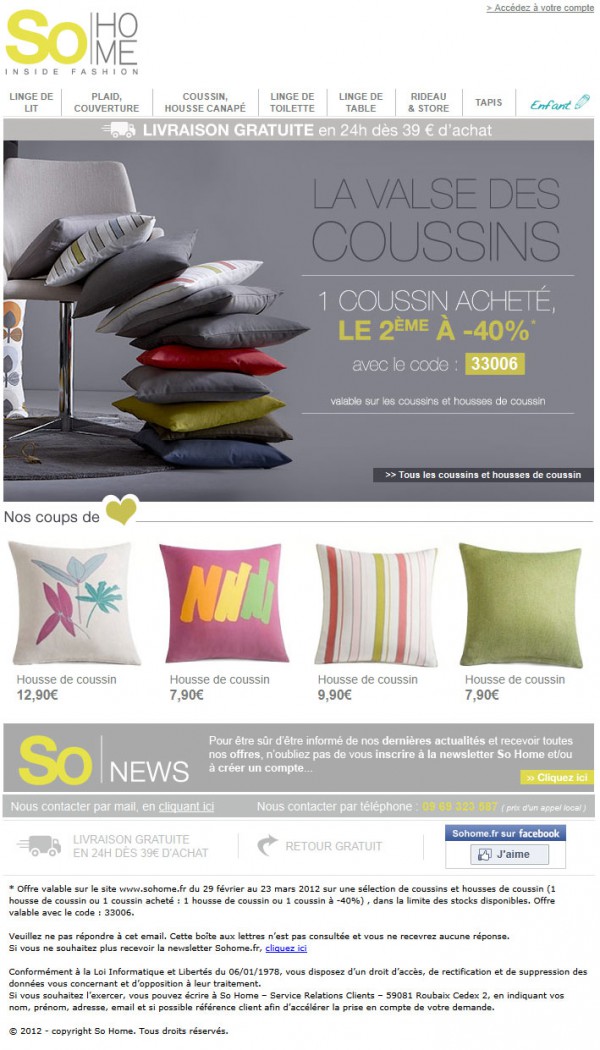 > Accédez à votre compte
So HOME
INSIDE FASHION
LINGE DE LIT
PLAID, COUVERTURE
COUSSIN, HOUSSE CANAPÉ
LINGE DE TOILETTE
LINGE DE TABLE
RIDEAU & STORE
TAPIS
Enfant
LIVRAISON GRATUITE en 24h dès 39 € d'achat
LA VALSE DES
COUSSINS
1 COUSSIN ACHETÉ,
LE 2ÈME À -40%*
avec le code : 33006
valable sur les coussins et housses de coussin
>> Tous les coussins et housses de coussin
Nos coups de
Housse de coussin
12,90€
Housse de coussin
7,90€
Housse de coussin
9,90€
Housse de coussin
7,90€
So NEWS
Pour être sûr d'être informé de nos dernières actualités et recevoir toutes
nos offres, n'oubliez pas de vous inscrire à la newsletter So Home et/ou
à créer un compte...
>> Cliquez ici
Nous contacter par mail, en cliquant ici
Nous contacter par téléphone : 09 69 323 587 ( prix d'un appel local )
LIVRAISON GRATUITE
EN 24H DÈS 39€ D'ACHAT
RETOUR GRATUIT
Sohome.fr sur facebook
J'aime
* Offre valable sur le site www.sohome.fr du 29 février au 23 mars 2012 sur une sélection de coussins et housses de coussin (1
housse de coussin ou 1 coussin acheté : 1 housse de coussin ou 1 coussin à -40%) , dans la limite des stocks disponibles. Offre
valable avec le code : 33006.
Veuillez ne pas répondre à cet email. Cette boîte aux lettres n'est pas consultée et vous ne recevrez aucune réponse.
Si vous ne souhaitez plus recevoir la newsletter Sohome.fr, cliquez ici
Conformément à la Loi Informatique et Libertés du 06/01/1978, vous disposez d'un droit d'accès, de rectification et de suppression des
données vous concernant et d'opposition à leur traitement.
Si vous souhaitez l'exercer, vous pouvez écrire à So Home – Service Relations Clients – 59081 Roubaix Cedex 2, en indiquant vos
nom, prénom, adresse, email et si possible référence client afin d'accélérer la prise en compte de votre demande.
© 2012 - copyright So Home. Tous droits réservés.